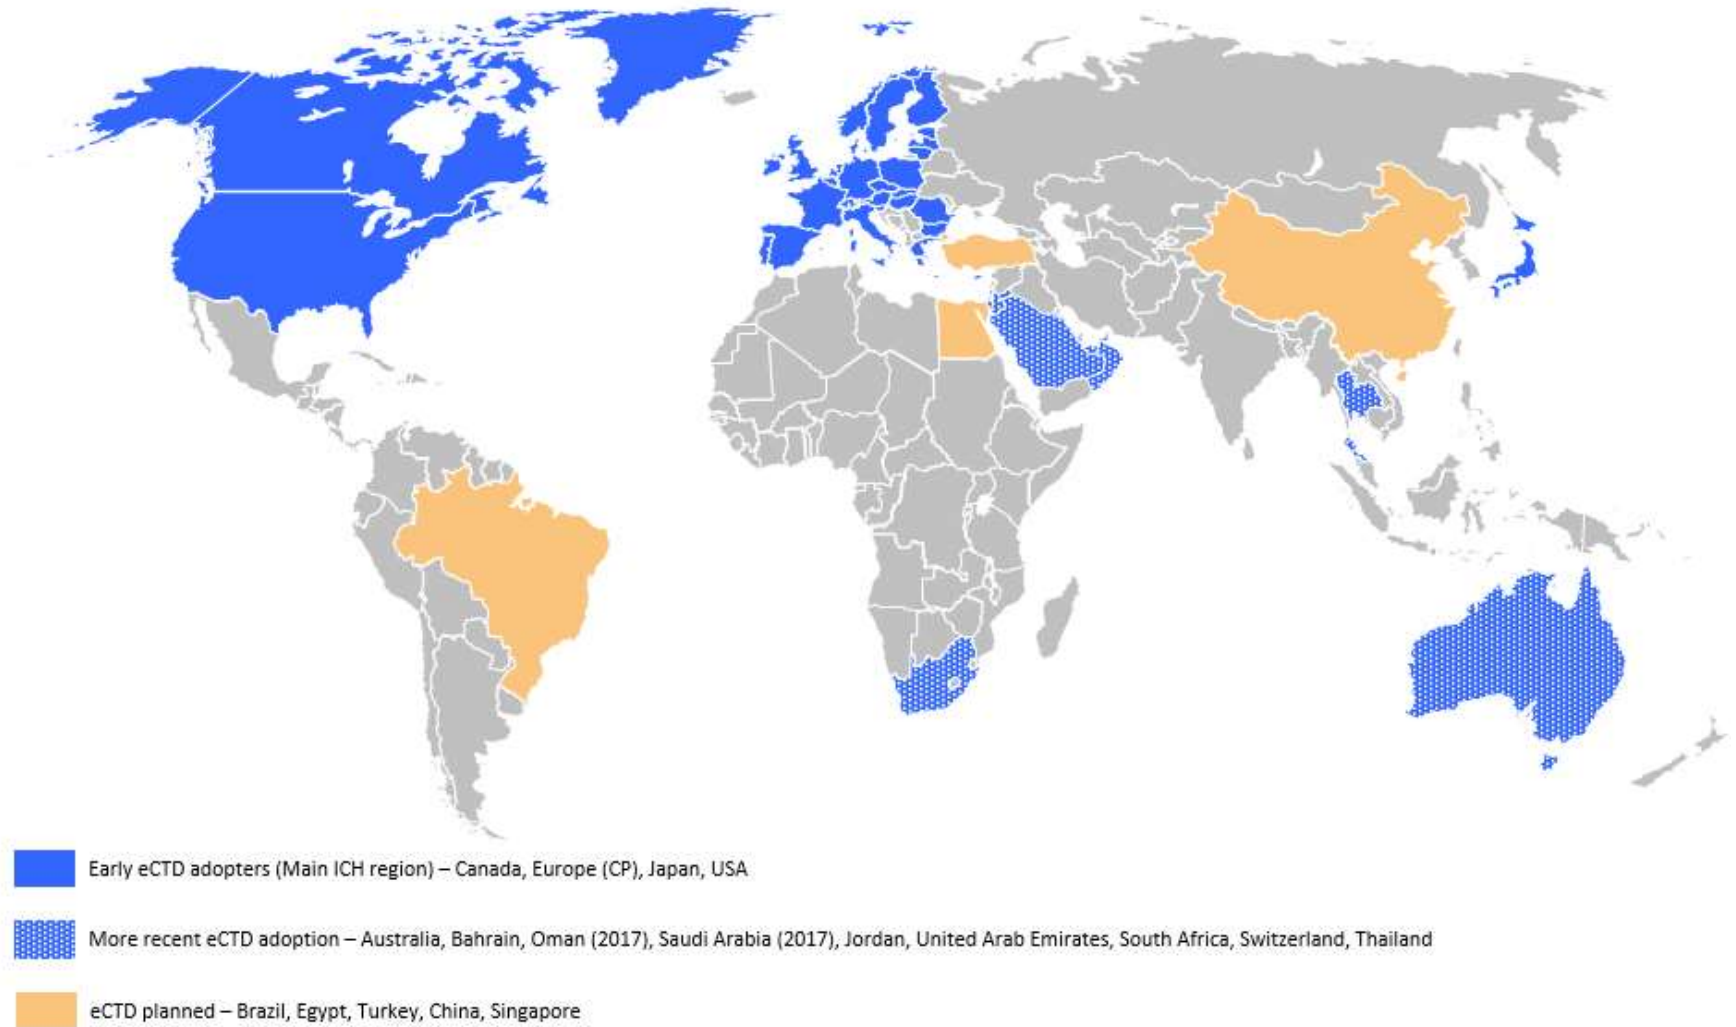 Early eCTD adopters (Main ICH region) – Canada, Europe (CP), Japan, USA
More recent eCTD adoption – Australia, Bahrain, Oman (2017), Saudi Arabia (2017), Jordan, United Arab Emirates, South Africa, Switzerland, Thailand
eCTD planned – Brazil, Egypt, Turkey, China, Singapore